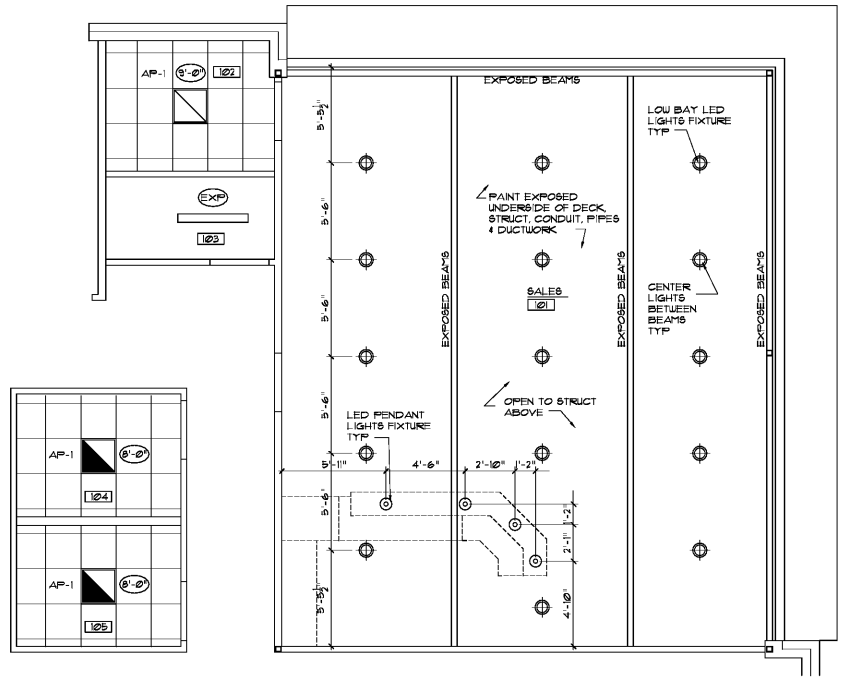 EXPOSED BEAMS
AP-1 9'-0" 102
LOW BAY LED
LIGHTS FIXTURE
TYP
5'-5½"
EXP
103
PAINT EXPOSED
UNDERSIDE OF DECK,
STRUCT, CONDUIT, PIPES
& DUCTWORK
5'-6"
EXPOSED BEAMS
EXPOSED BEAMS
EXPOSED BEAMS
SALES
101
CENTER
LIGHTS
BETWEEN
BEAMS
TYP
5'-6"
5'-6"
OPEN TO STRUCT
ABOVE
LED PENDANT
LIGHTS FIXTURE
TYP
AP-1 8'-0"
104
5'-11" 4'-6" 2'-10" 1'-2"
5'-6"
1'-2"
2'-1"
AP-1 8'-0"
105
5'-5½"
4'-10"